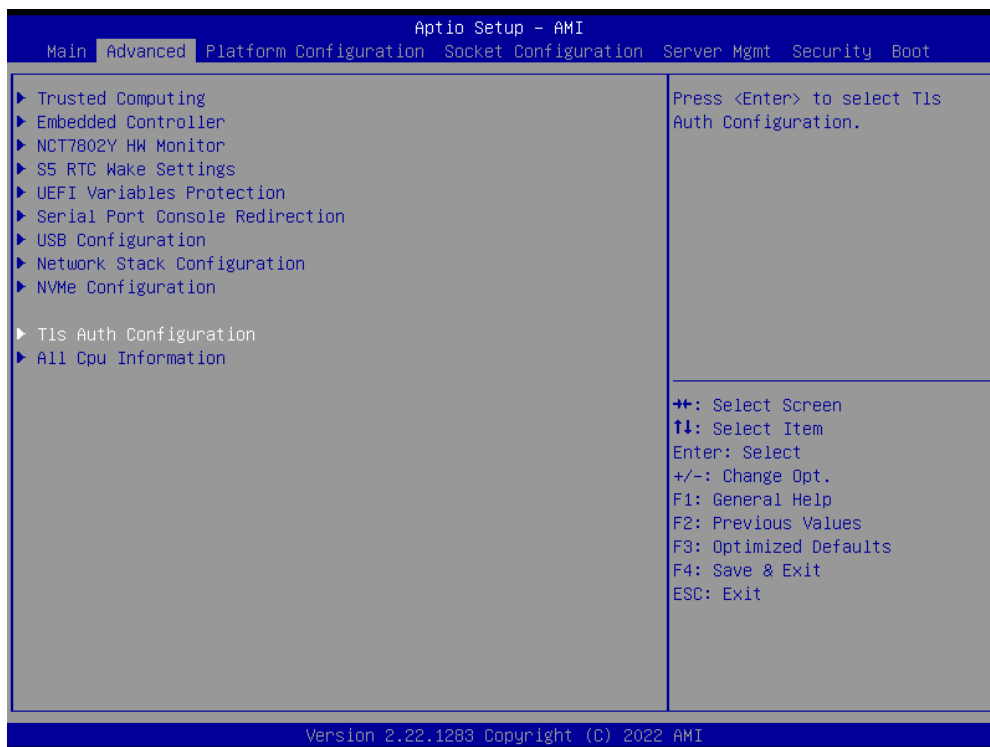 Aptio Setup – AMI
Main Advanced Platform Configuration Socket Configuration Server Mgmt Security Boot
▶ Trusted Computing
▶ Embedded Controller
▶ NCT7802Y HW Monitor
▶ S5 RTC Wake Settings
▶ UEFI Variables Protection
▶ Serial Port Console Redirection
▶ USB Configuration
▶ Network Stack Configuration
▶ NVMe Configuration
▶ Tls Auth Configuration
▶ All Cpu Information
Press <Enter> to select Tls
Auth Configuration.
→←: Select Screen
↑↓: Select Item
Enter: Select
+/-: Change Opt.
F1: General Help
F2: Previous Values
F3: Optimized Defaults
F4: Save & Exit
ESC: Exit
Version 2.22.1283 Copyright (C) 2022 AMI